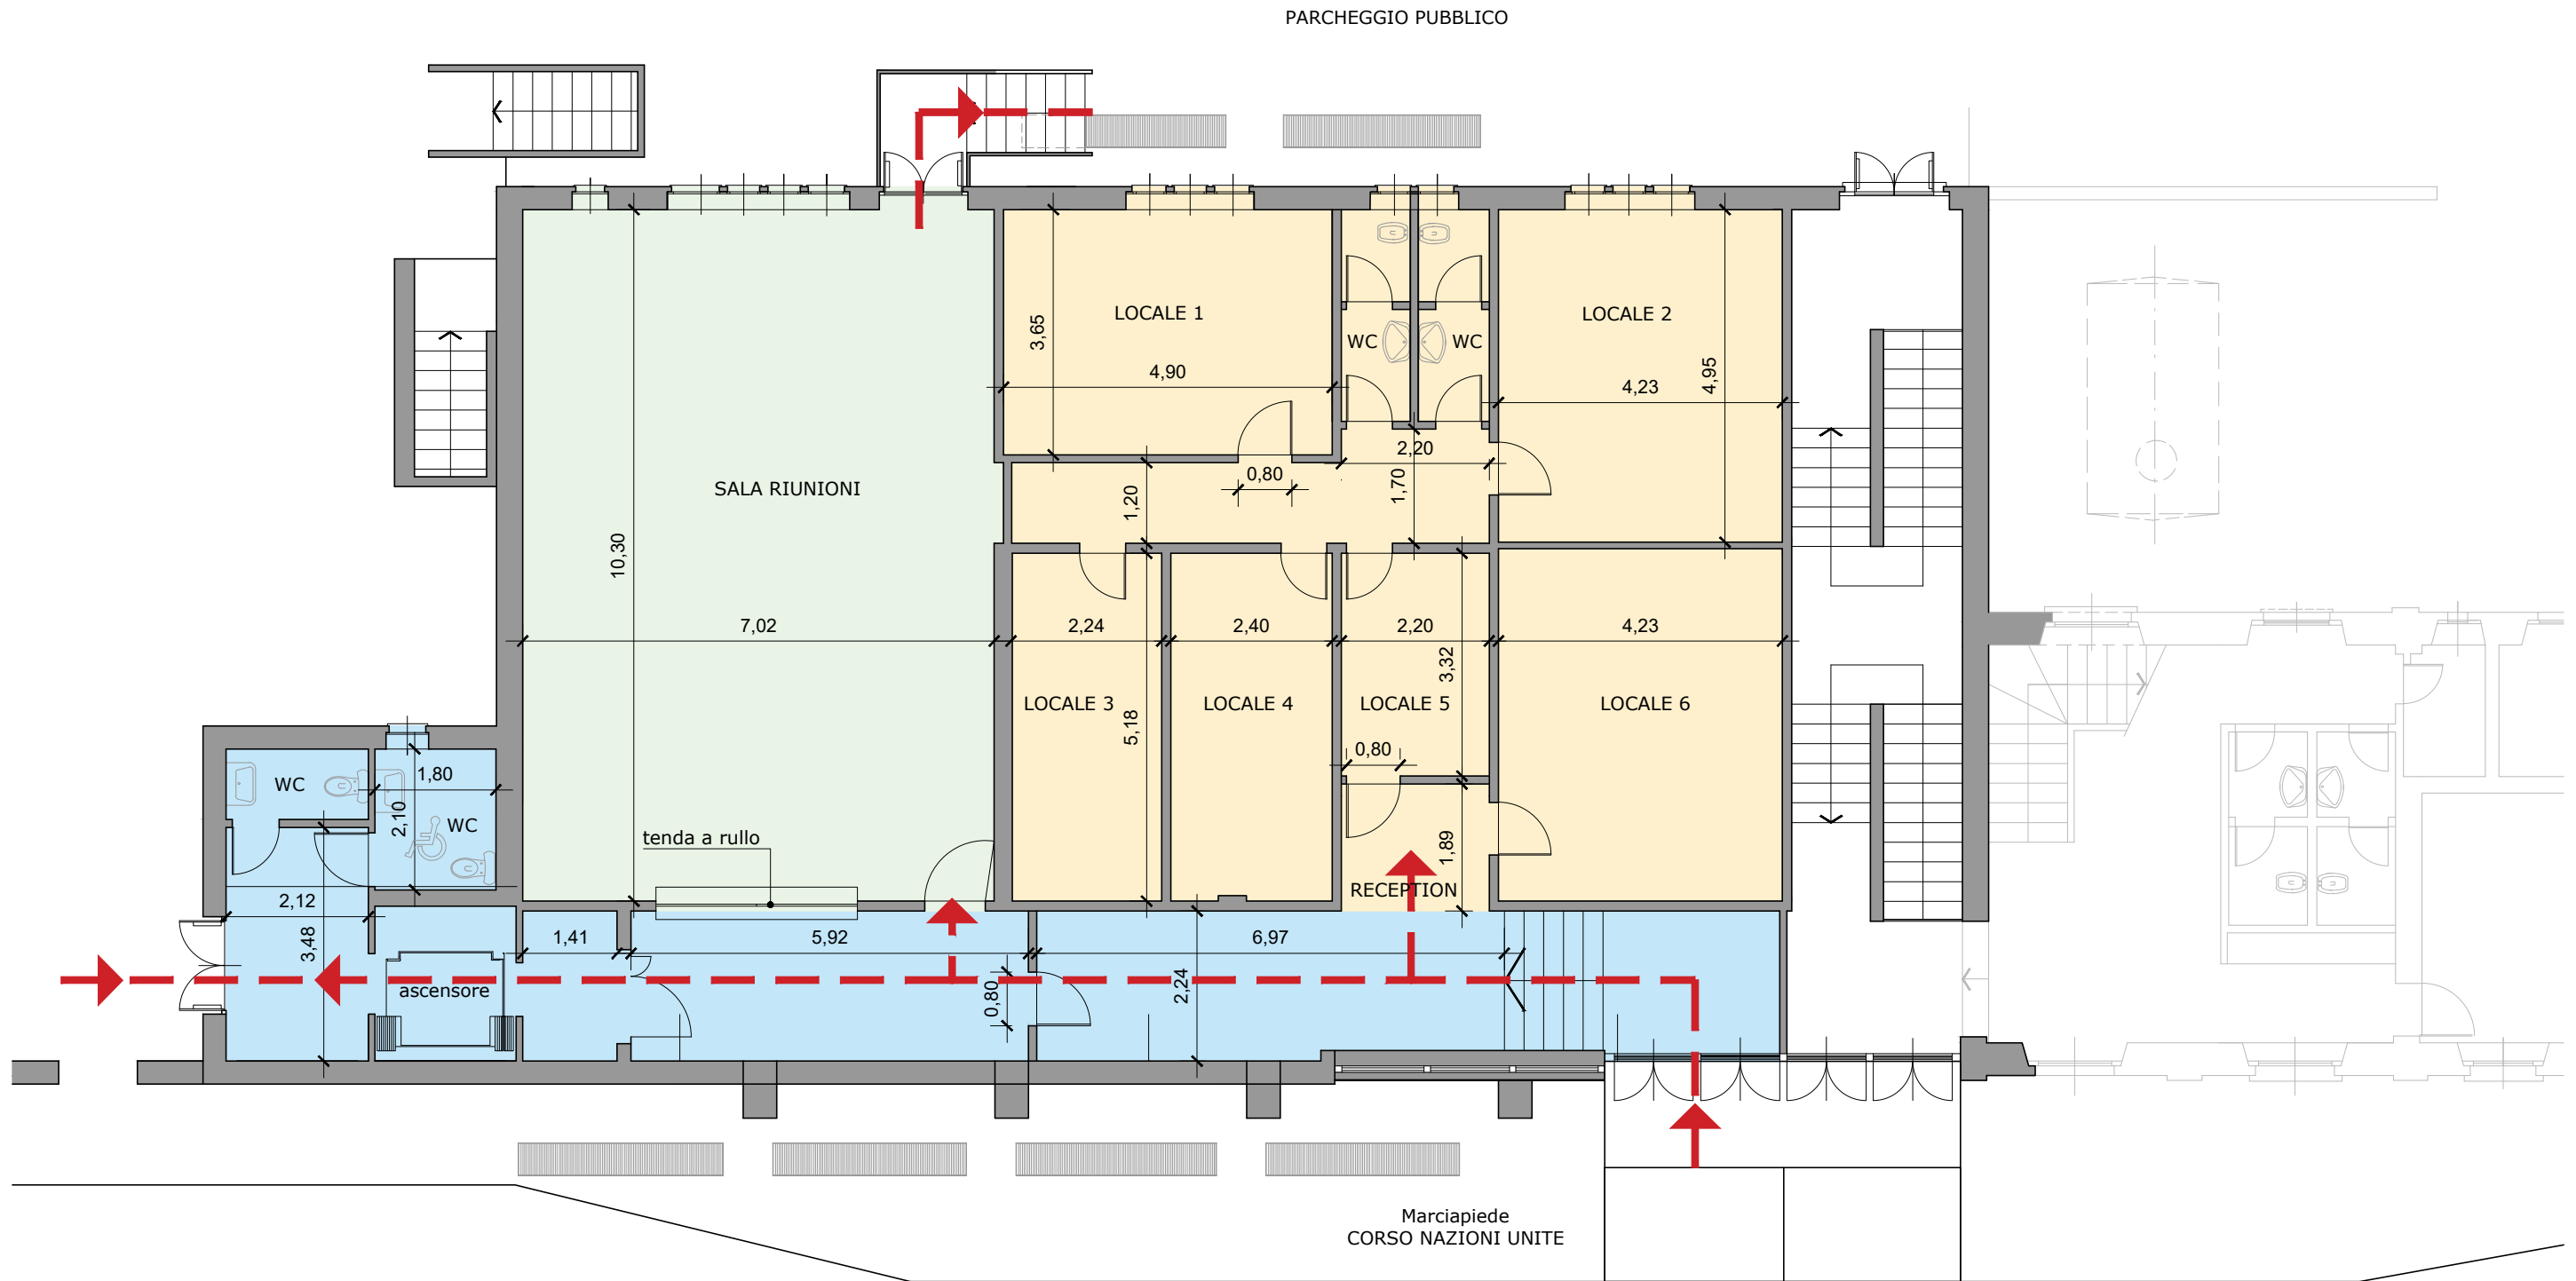 PARCHEGGIO PUBBLICO
LOCALE 1
LOCALE 2
3,65
WC
WC
4,90
4,23
4,95
2,20
0,80
SALA RIUNIONI
1,20
1,70
10,30
7,02
2,24
2,40
2,20
4,23
3,32
LOCALE 3
LOCALE 4
LOCALE 5
LOCALE 6
5,18
0,80
WC
1,80
2,10
WC
tenda a rullo
1,89
RECEPTION
2,12
3,48
1,41
5,92
6,97
ascensore
0,80
2,24
Marciapiede
CORSO NAZIONI UNITE